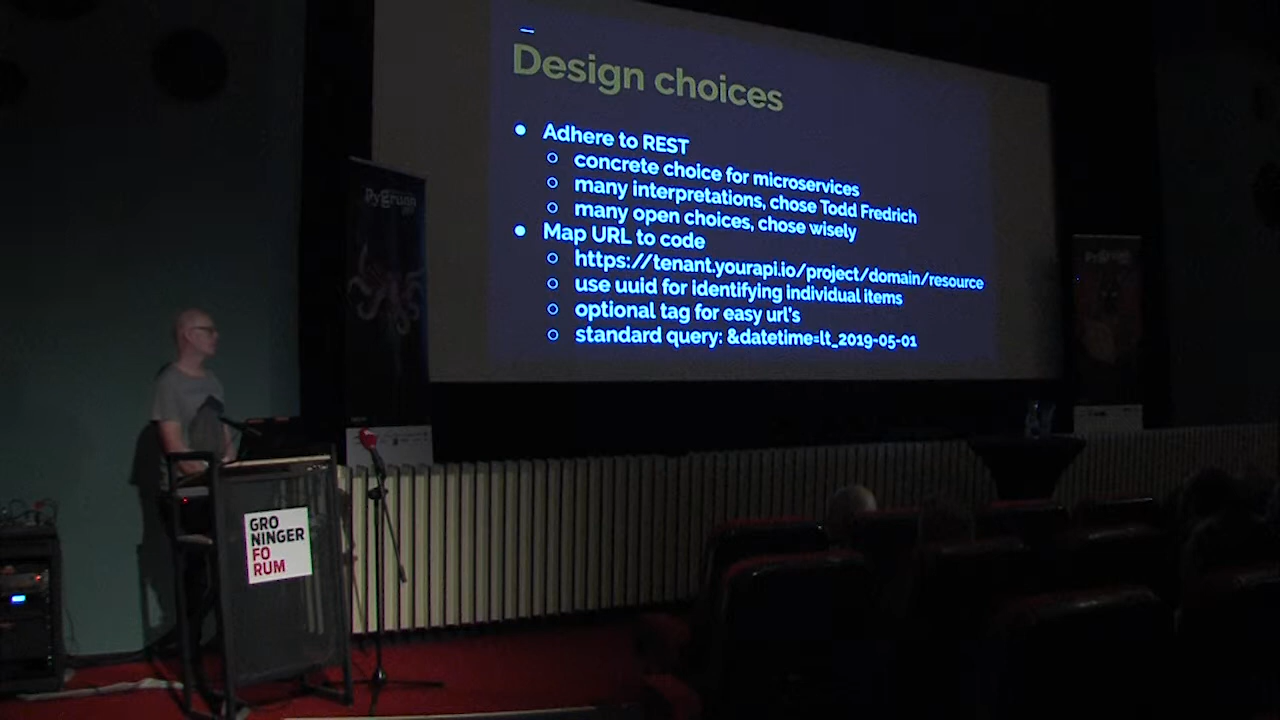 Design choices
● Adhere to REST
○ concrete choice for microservices
○ many interpretations, chose Todd Fredrich
○ many open choices, chose wisely
● Map URL to code
○ https://tenant.yourapi.io/project/domain/resource
○ use uuid for identifying individual items
○ optional tag for easy url's
○ standard query: &datetime=lt_2019-05-01
PyGrunn
PyGrunn
GRO
NINGER
FO
RUM